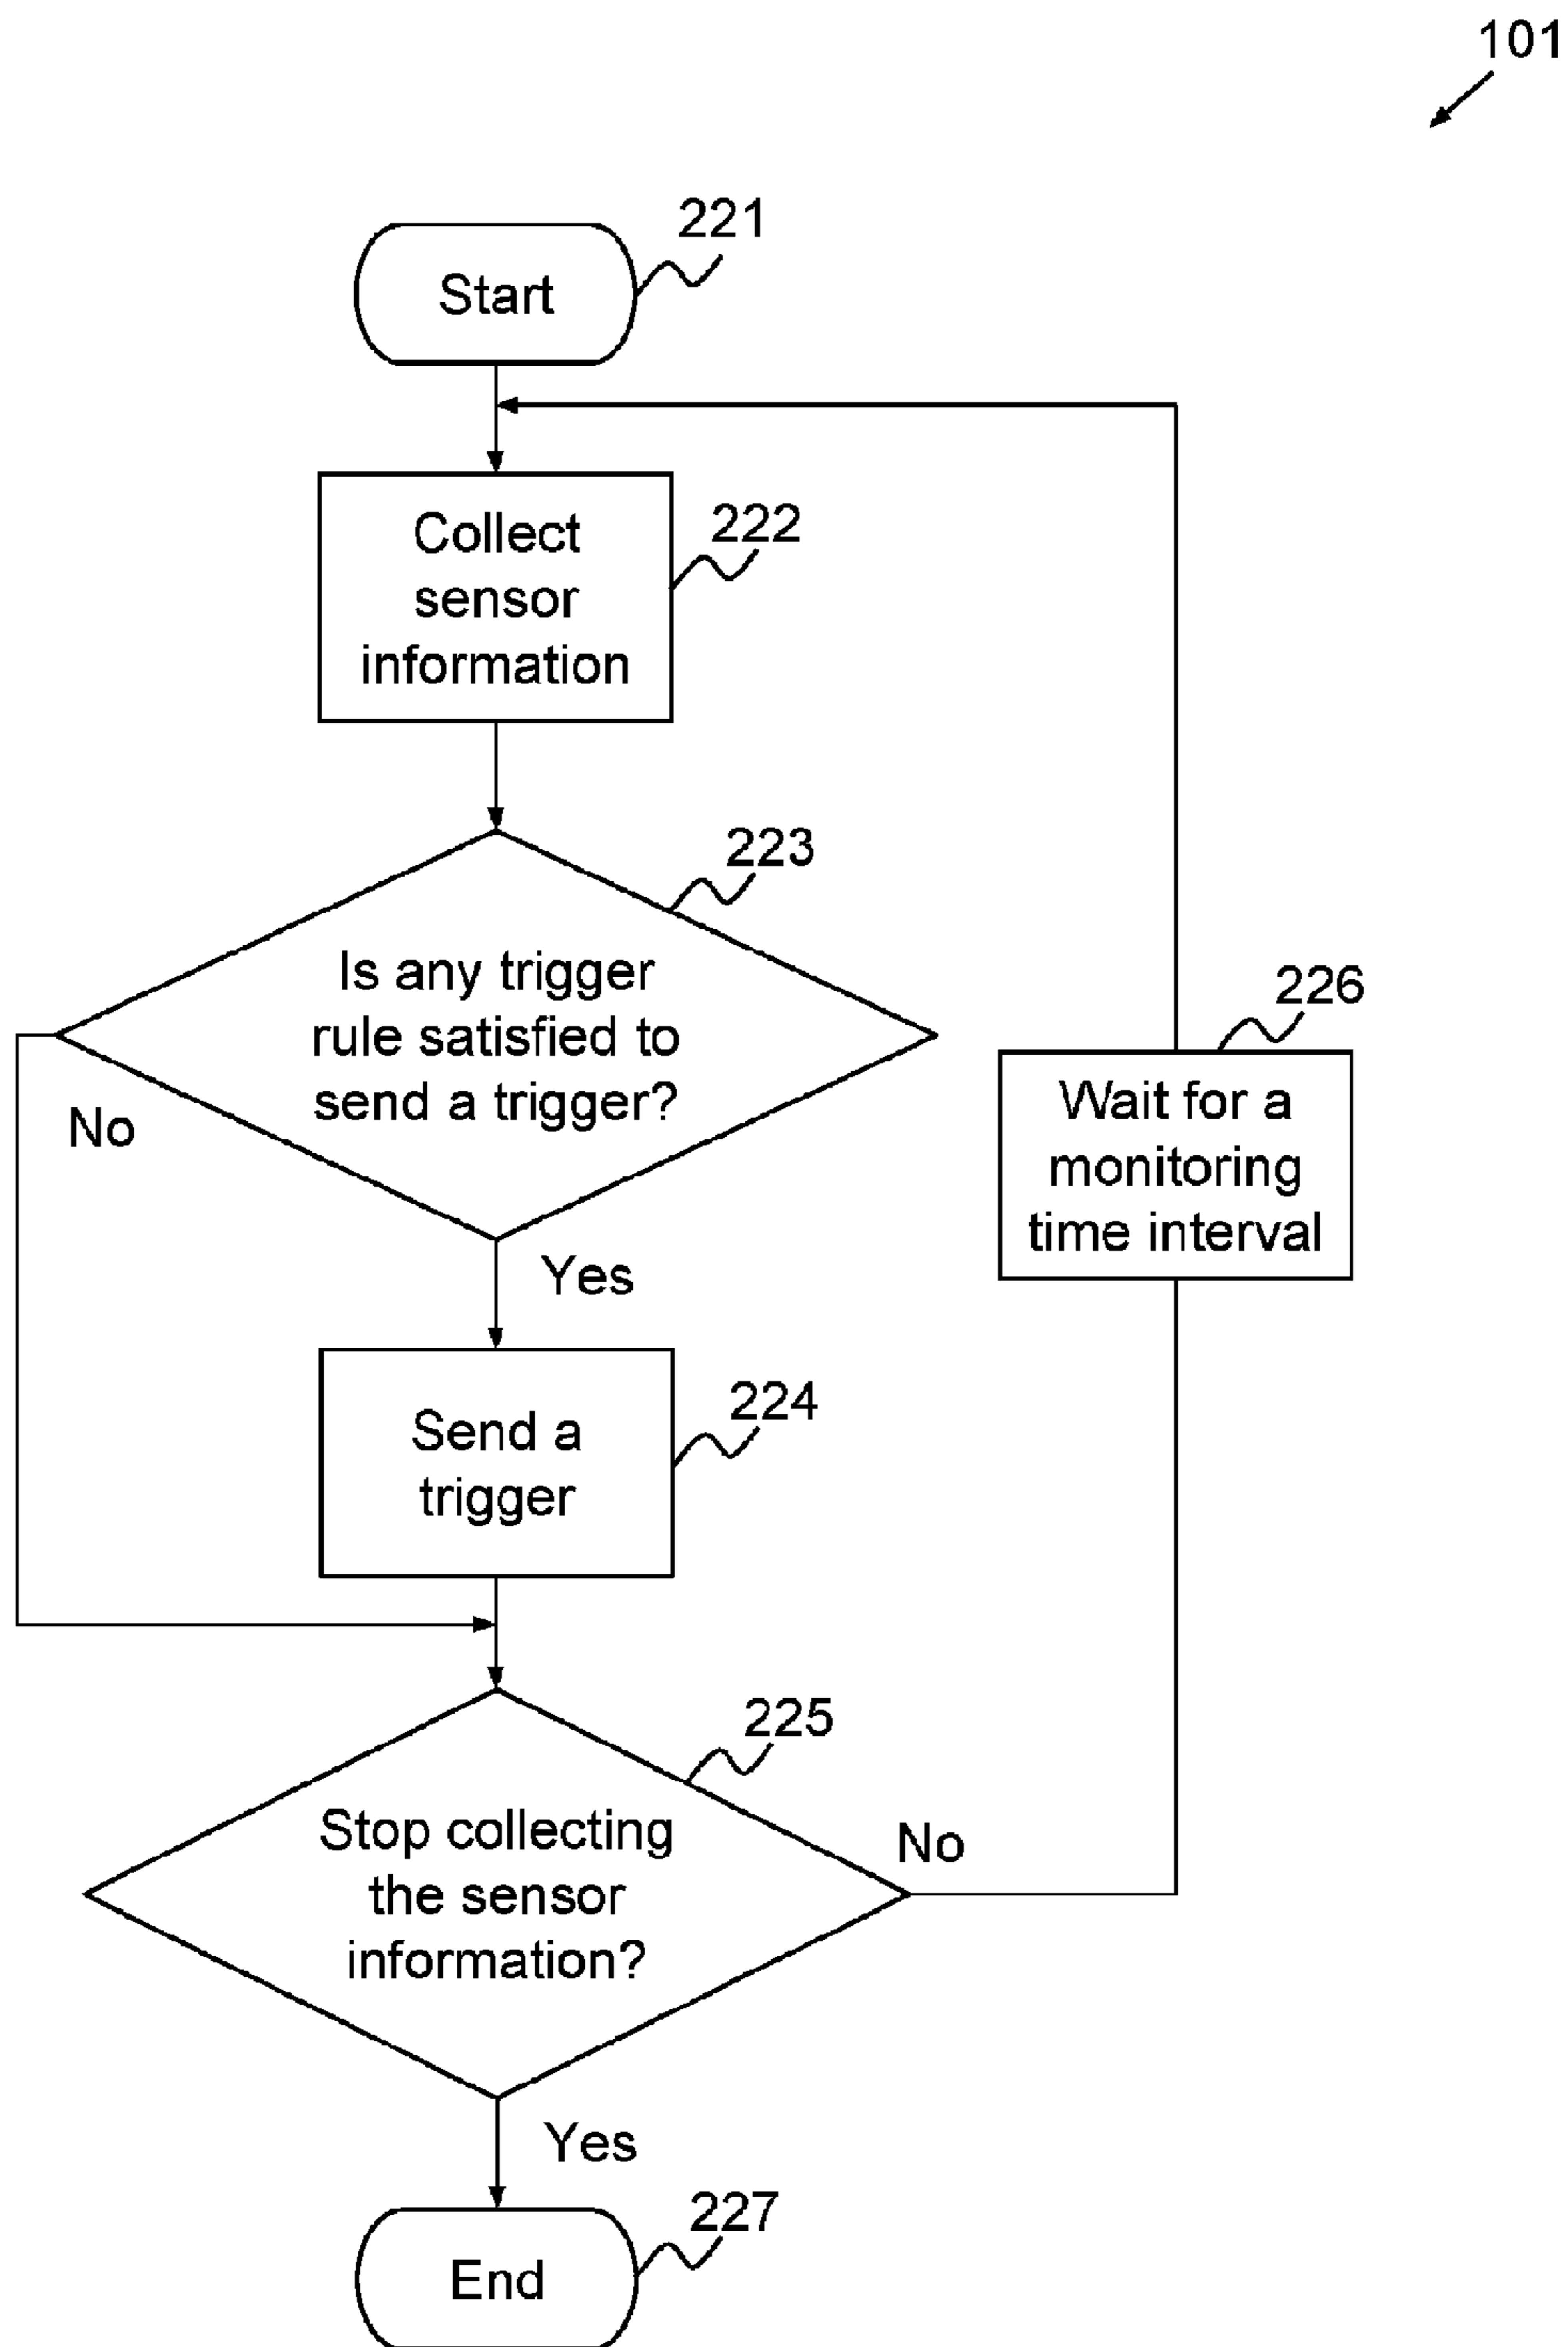 101
221
Start
222
Collect
sensor
information
223
Is any trigger
rule satisfied to
send a trigger?
No
226
Wait for a
monitoring
time interval
Yes
224
Send a
trigger
225
Stop collecting
the sensor
information?
No
Yes
227
End